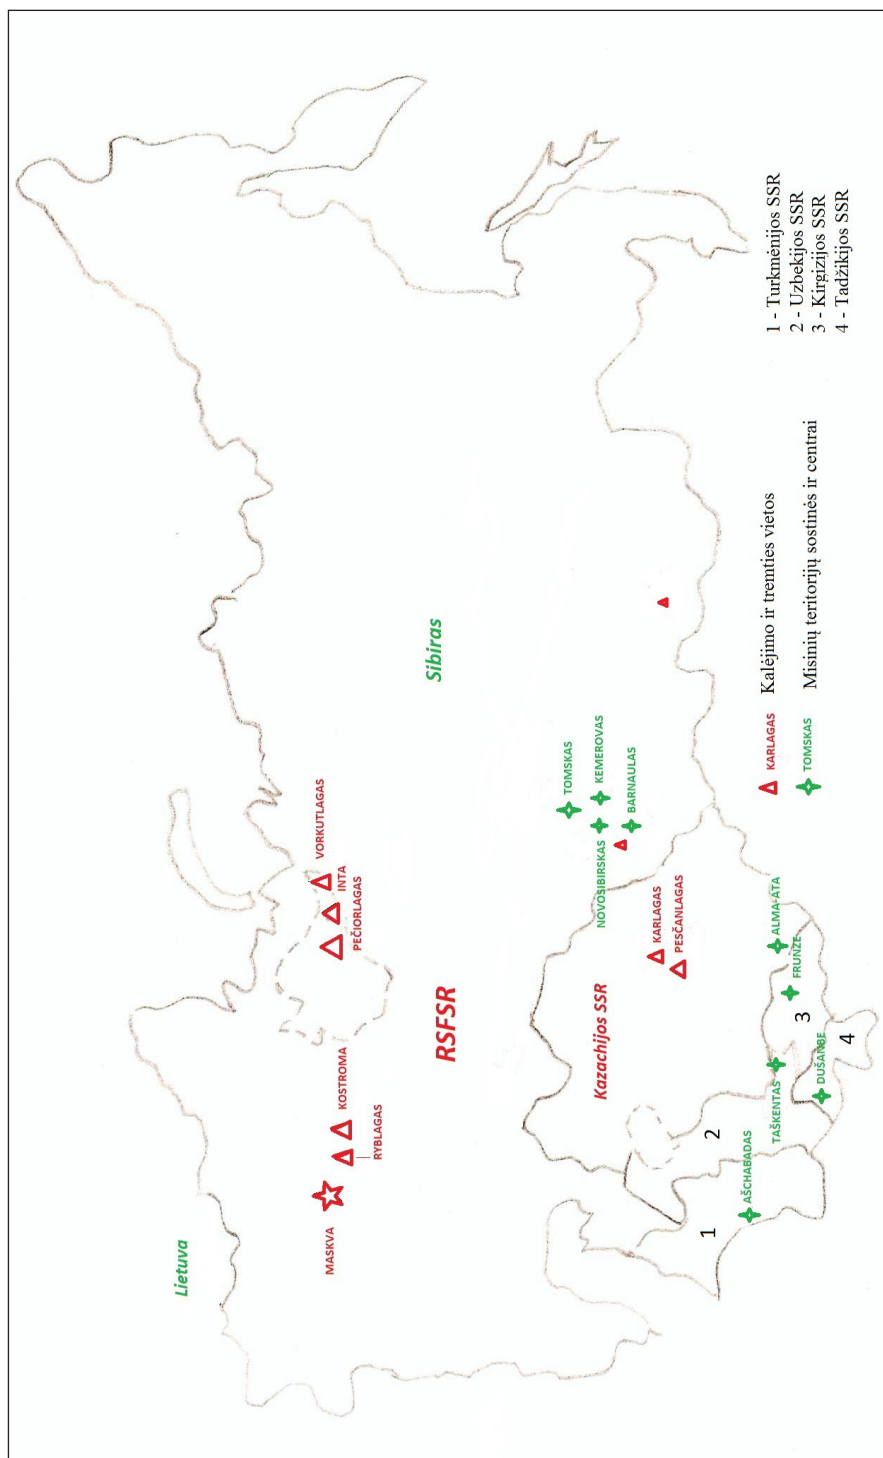 Lietuva
MASKVA
RYBLAGAS
KOSTROMA
PEČIORLAGAS
INTA
VORKUTLAGAS
RSFSR
Sibiras
Kazachijos SSR
KARLAGAS
PESČANLAGAS
NOVOSIBIRSKAS
TOMSKAS
KEMEROVAS
BARNAULAS
1
AŠCHABADAS
2
TAŠKENTAS
DUŠANBE
3
FRUNZE
ALMA-ATA
4
KARLAGAS Kalėjimo ir tremties vietos
TOMSKAS Misinių teritorijų sostinės ir centrai
1 - Turkmėnijos SSR
2 - Uzbekijos SSR
3 - Kirgizijos SSR
4 - Tadžikijos SSR